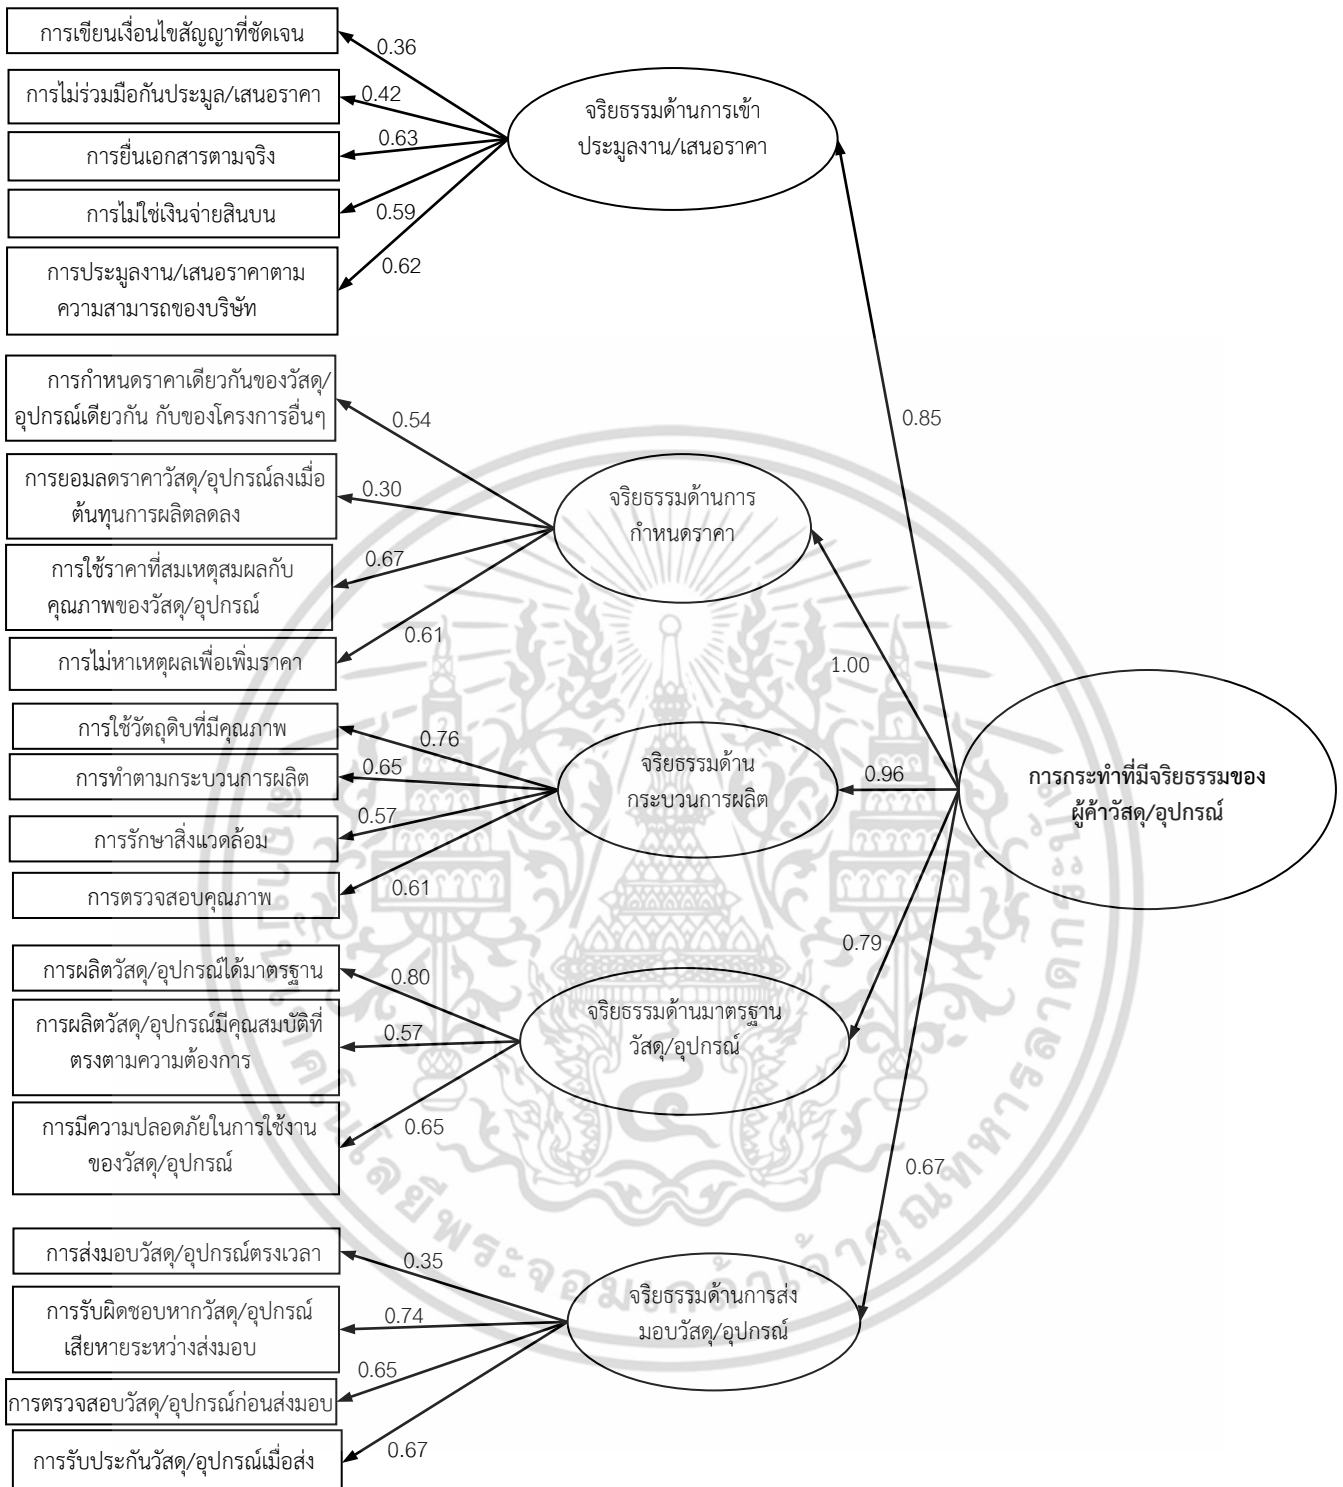 การเขียนเงื่อนไขสัญญาที่ชัดเจน
0.36
การไม่ร่วมมือกันประมูล/เสนอราคา
0.42
การยื่นเอกสารตามจริง
0.63
การไม่ใช่เงินจ่ายสินบน
0.59
การประมูลงาน/เสนอราคาตาม
ความสามารถของบริษัท
0.62
จริยธรรมด้านการเข้า
ประมูลงาน/เสนอราคา
0.85
การกำหนดราคาเดียวกันของวัสดุ/
อุปกรณ์เดียวกัน กับของโครงการอื่นๆ
0.54
การยอมลดราคาวัสดุ/อุปกรณ์ลงเมื่อ
ต้นทุนการผลิตลดลง
0.30
การใช้ราคาที่สมเหตุสมผลกับ
คุณภาพของวัสดุ/อุปกรณ์
0.67
การไม่หาเหตุผลเพื่อเพิ่มราคา
0.61
จริยธรรมด้านการ
กำหนดราคา
1.00
การใช้วัตถุดิบที่มีคุณภาพ
0.76
การทำตามกระบวนการผลิต
0.65
การรักษาสิ่งแวดล้อม
0.57
การตรวจสอบคุณภาพ
0.61
จริยธรรมด้าน
กระบวนการผลิต
0.96
การกระทำที่มีจริยธรรมของ
ผู้ค้าวัสดุ/อุปกรณ์
การผลิตวัสดุ/อุปกรณ์ได้มาตรฐาน
0.80
การผลิตวัสดุ/อุปกรณ์มีคุณสมบัติที่
ตรงตามความต้องการ
0.57
การมีความปลอดภัยในการใช้งาน
ของวัสดุ/อุปกรณ์
0.65
จริยธรรมด้านมาตรฐาน
วัสดุ/อุปกรณ์
0.79
การส่งมอบวัสดุ/อุปกรณ์ตรงเวลา
0.35
การรับผิดชอบหากวัสดุ/อุปกรณ์
เสียหายระหว่างส่งมอบ
0.74
การตรวจสอบวัสดุ/อุปกรณ์ก่อนส่งมอบ
0.65
การรับประกันวัสดุ/อุปกรณ์เมื่อส่ง
0.67
จริยธรรมด้านการส่ง
มอบวัสดุ/อุปกรณ์
0.67